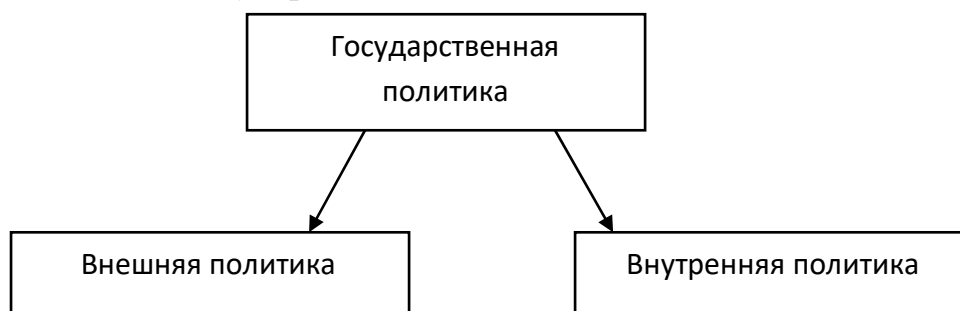 Государственная
политика
Внешняя политика
Внутренняя политика